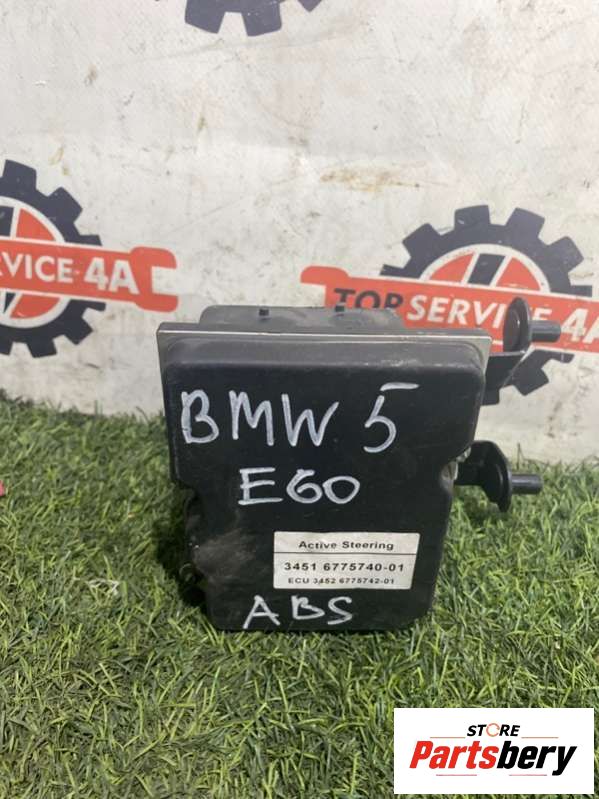 SERVICE 4A
TOP SERVICE 4A
BMW 5
E60
Active Steering
3451 6775740-01
ECU 3452 6775742-01
ABS
STORE
Partsbery